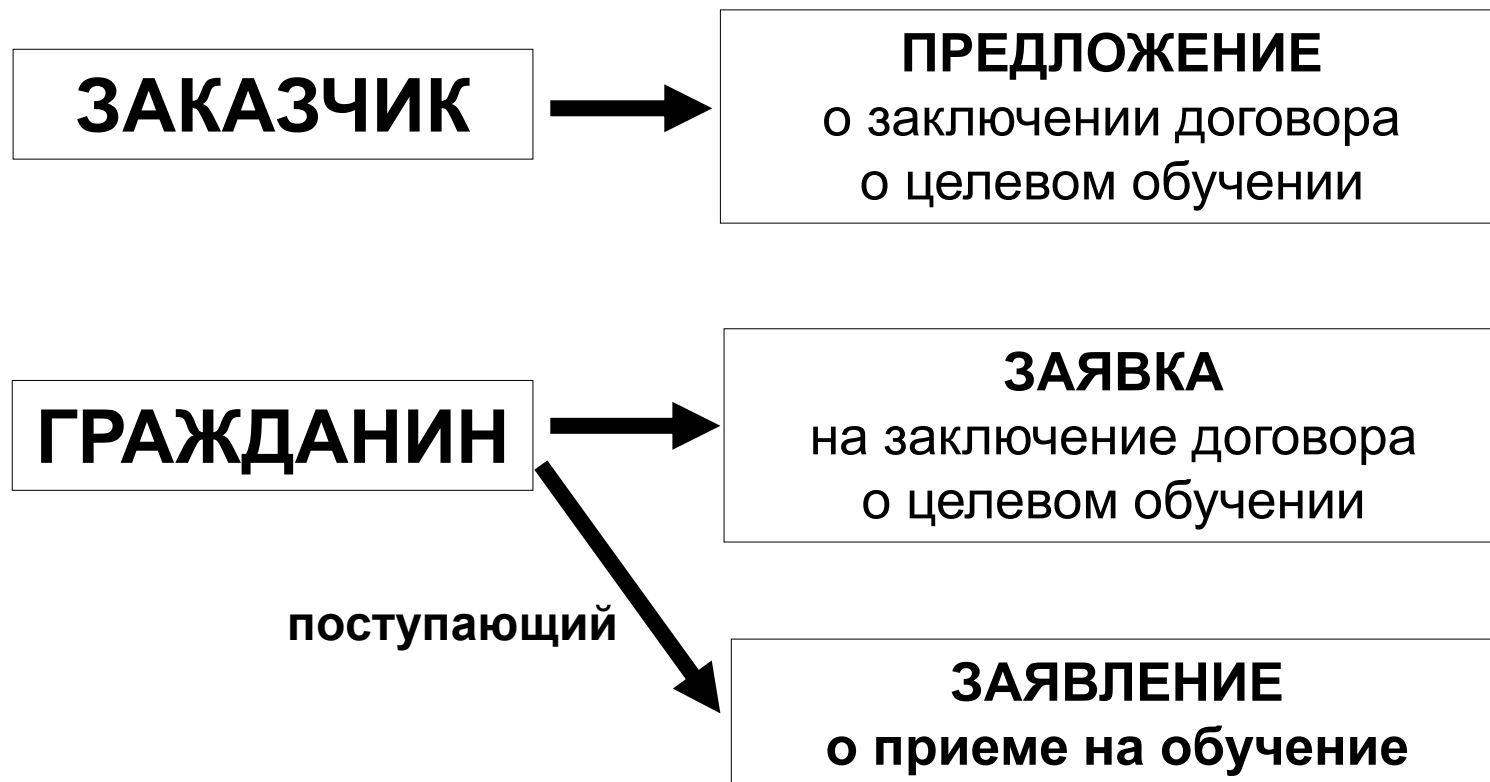 ЗАКАЗЧИК
ПРЕДЛОЖЕНИЕ
о заключении договора
о целевом обучении
ГРАЖДАНИН
ЗАЯВКА
на заключение договора
о целевом обучении
поступающий
ЗАЯВЛЕНИЕ
о приеме на обучение